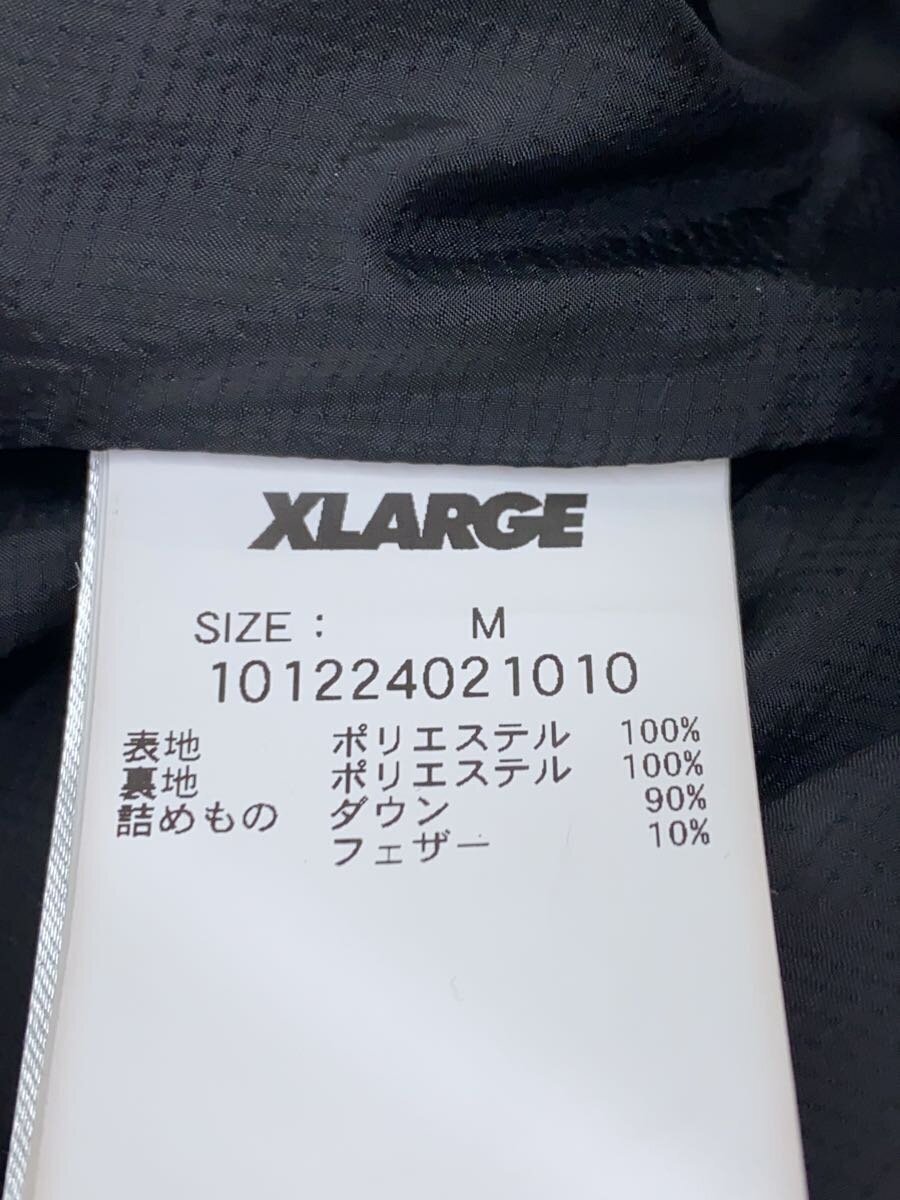 XLARGE
SIZE : M
101224021010
表地 ポリエステル 100%
裏地 ポリエステル 100%
詰めもの ダウン 90%
フェザー 10%